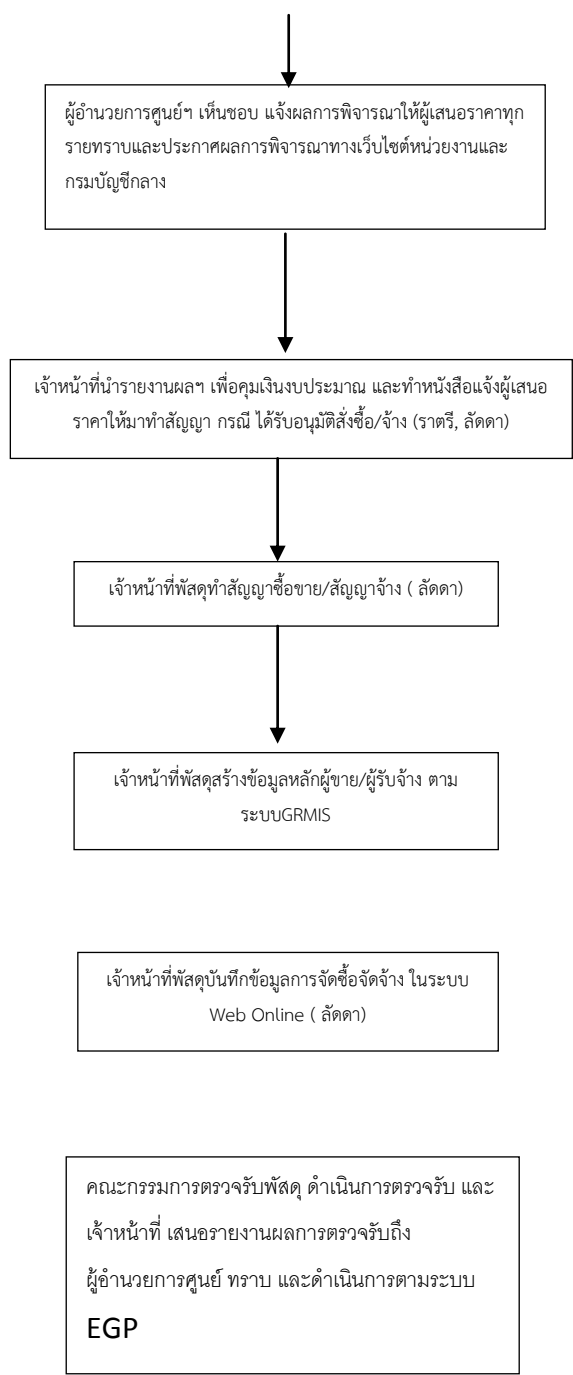 ผู้อำนวยการศูนย์ฯ เห็นชอบ แจ้งผลการพิจารณาให้ผู้เสนอราคาทุก
รายทราบและประกาศผลการพิจารณาทางเว็บไซต์หน่วยงานและ
กรมบัญชีกลาง
เจ้าหน้าที่นำรายงานผลฯ เพื่อคุมเงินงบประมาณ และทำหนังสือแจ้งผู้เสนอ
ราคาให้มาทำสัญญา กรณี ได้รับอนุมัติสั่งซื้อ/จ้าง (ราตรี, ลัดดา)
เจ้าหน้าที่พัสดุทำสัญญาซื้อขาย/สัญญาจ้าง ( ลัดดา)
เจ้าหน้าที่พัสดุสร้างข้อมูลหลักผู้ขาย/ผู้รับจ้าง ตาม
ระบบGRMIS
เจ้าหน้าที่พัสดุบันทึกข้อมูลการจัดซื้อจัดจ้าง ในระบบ
Web Online ( ลัดดา)
คณะกรรมการตรวจรับพัสดุ ดำเนินการตรวจรับ และ
เจ้าหน้าที่ เสนอรายงานผลการตรวจรับถึง
ผู้อำนวยการศูนย์ ทราบ และดำเนินการตามระบบ
EGP